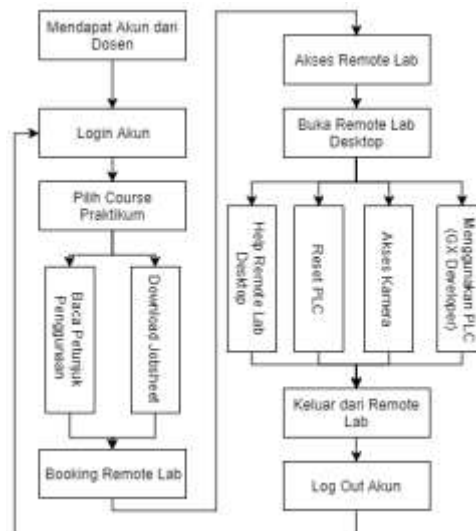 Mendapat Akun dari
Dosen
Login Akun
Pilih Course
Praktikum
Baca Petunjuk
Penggunaan
Download Jobsheet
Booking Remote Lab
Akses Remote Lab
Buka Remote Lab
Desktop
Help Remote Lab
Desktop
Reset PLC
Akses Kamera
Menggunakan PLC
(GX Developer)
Keluar dari Remote
Lab
Log Out Akun